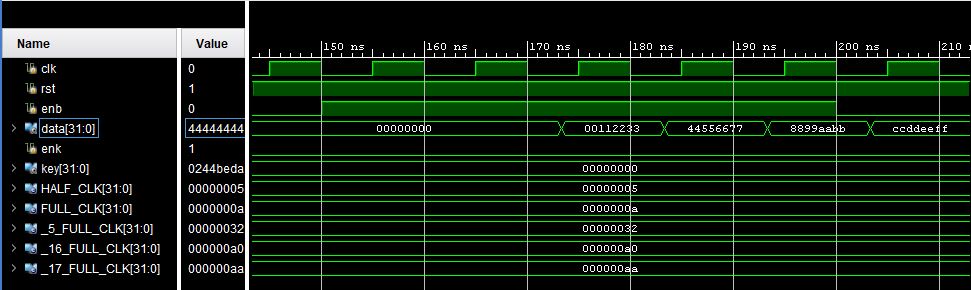 Name Value
150 ns 160 ns 170 ns 180 ns 190 ns 200 ns 210 n
clk 0
rst 1
enb 0
data[31:0] 44444444 00000000 00112233 44556677 8899aabb ccddeeff
enk 1
key[31:0] 0244beda 00000000
HALF_CLK[31:0] 00000005 00000005
FULL_CLK[31:0] 0000000a 0000000a
_5_FULL_CLK[31:0] 00000032 00000032
_16_FULL_CLK[31:0] 000000a0 000000a0
_17_FULL_CLK[31:0] 000000aa 000000aa